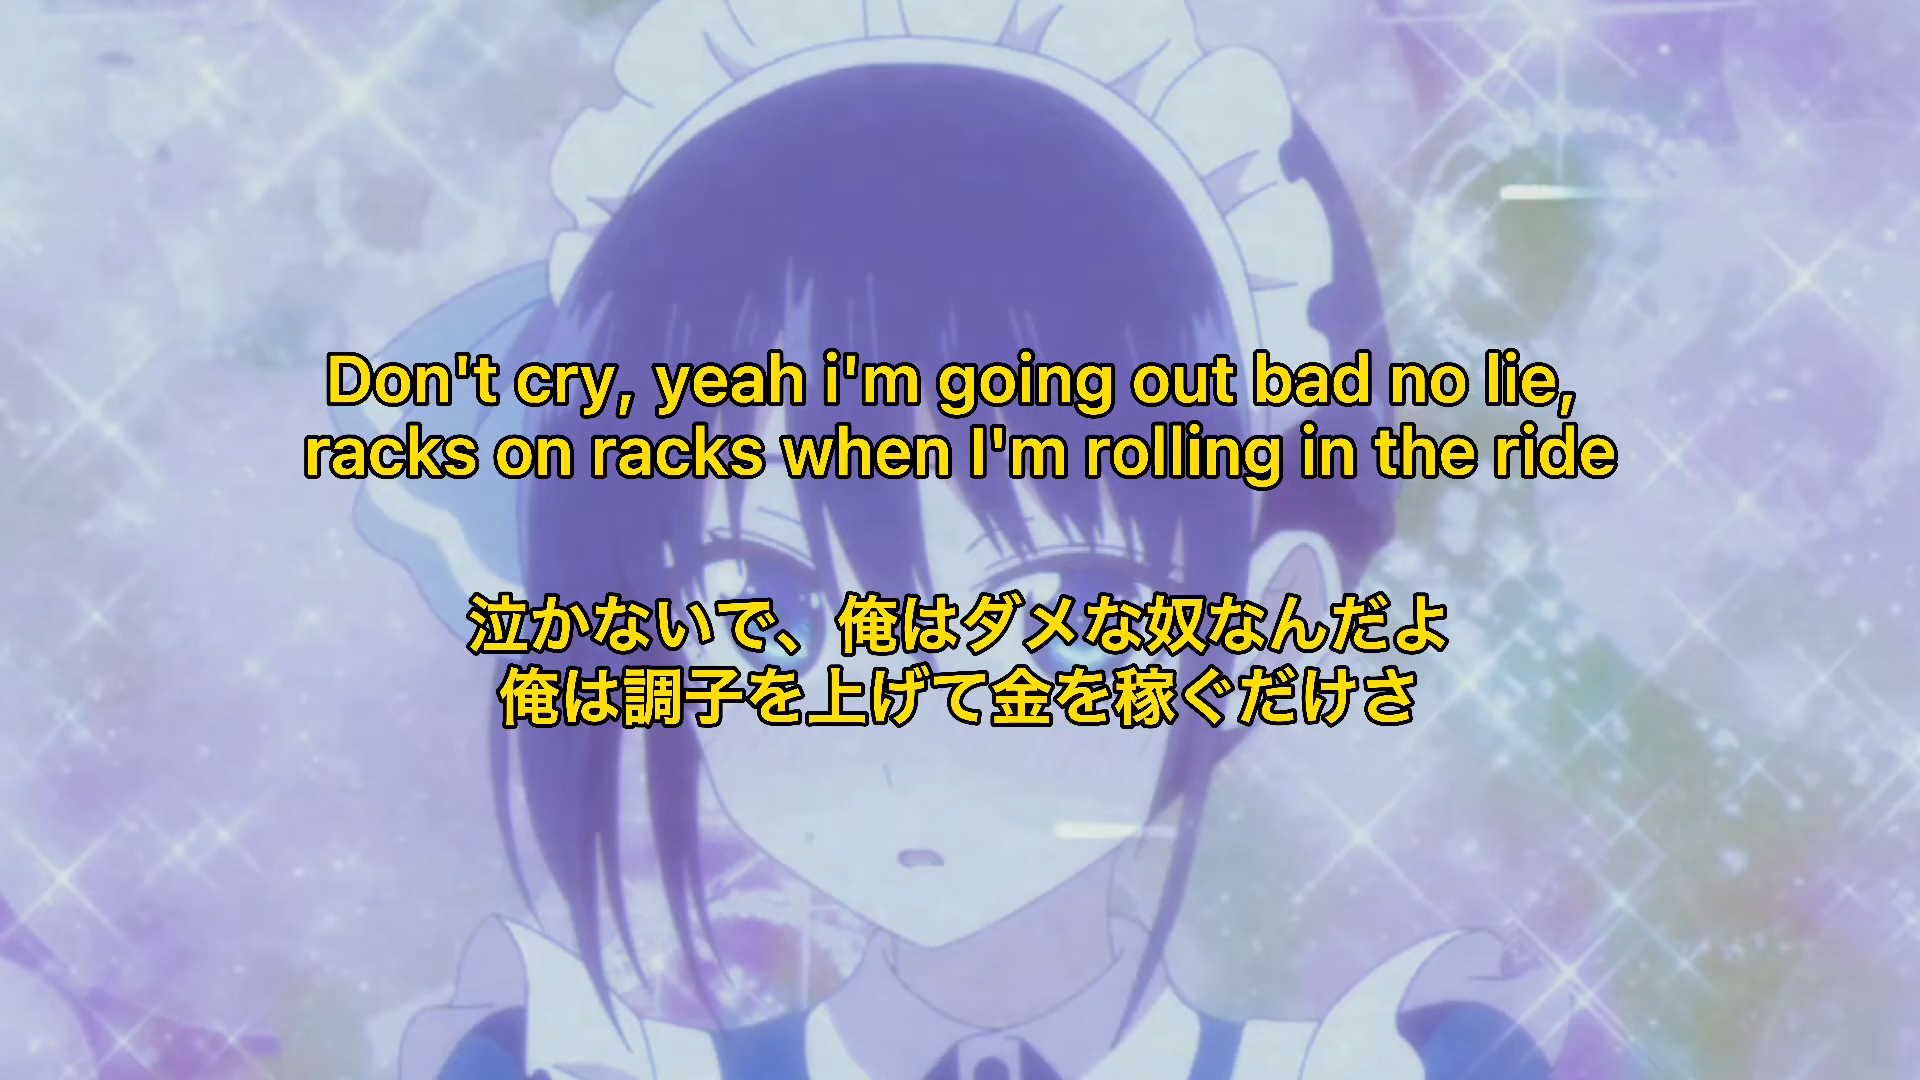 Don't cry, yeah i'm going out bad no lie,
racks on racks when I'm rolling in the ride
泣かないで、俺はダメな奴なんだよ
俺は調子を上げて金を稼ぐだけさ